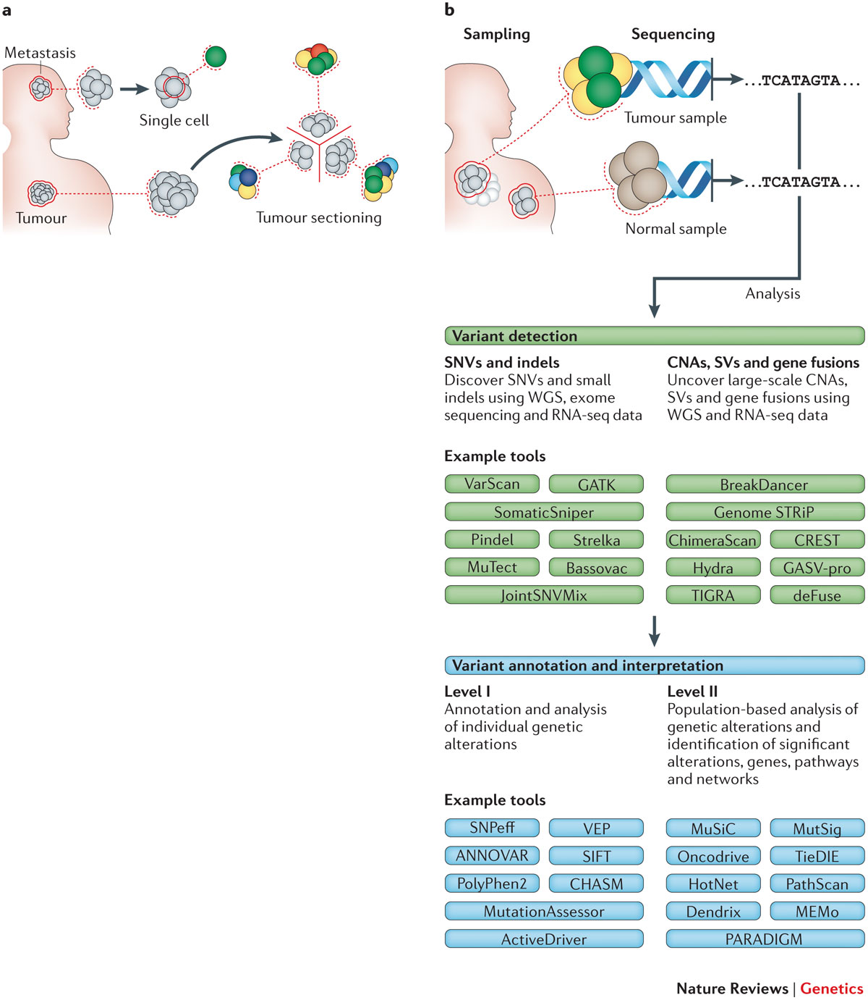 a
Metastasis
Single cell
Tumour
Tumour sectioning
b
Sampling
Sequencing
...TCATAGTA...
Tumour sample
...TCATAGTA...
Normal sample
Analysis
Variant detection
SNVs and indels
Discover SNVs and small
indels using WGS, exome
sequencing and RNA-seq data
CNAs, SVs and gene fusions
Uncover large-scale CNAs,
SVs and gene fusions using
WGS and RNA-seq data
Example tools
VarScan
GATK
SomaticSniper
Pindel
Strelka
MuTect
Bassovac
JointSNVMix
BreakDancer
Genome STRiP
ChimeraScan
CREST
Hydra
GASV-pro
TIGRA
deFuse
Variant annotation and interpretation
Level I
Annotation and analysis
of individual genetic
alterations
Level II
Population-based analysis of
genetic alterations and
identification of significant
alterations, genes, pathways
and networks
Example tools
SNPeff
VEP
ANNOVAR
SIFT
PolyPhen2
CHASM
MutationAssessor
ActiveDriver
MuSiC
MutSig
Oncodrive
TieDIE
HotNet
PathScan
Dendrix
MEMo
PARADIGM
Nature Reviews | Genetics